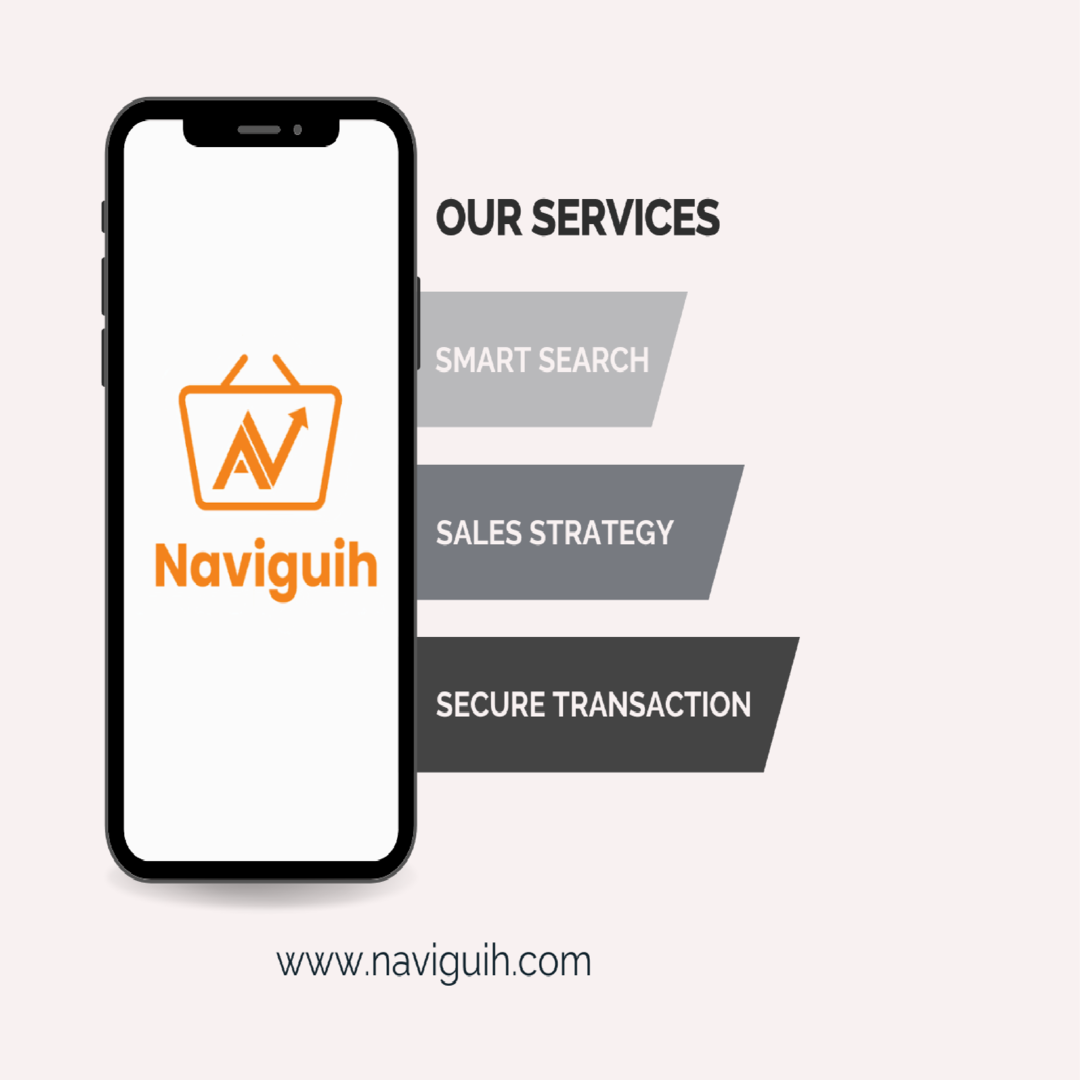 OUR SERVICES
SMART SEARCH
SALES STRATEGY
SECURE TRANSACTION
Naviguih
www.naviguih.com